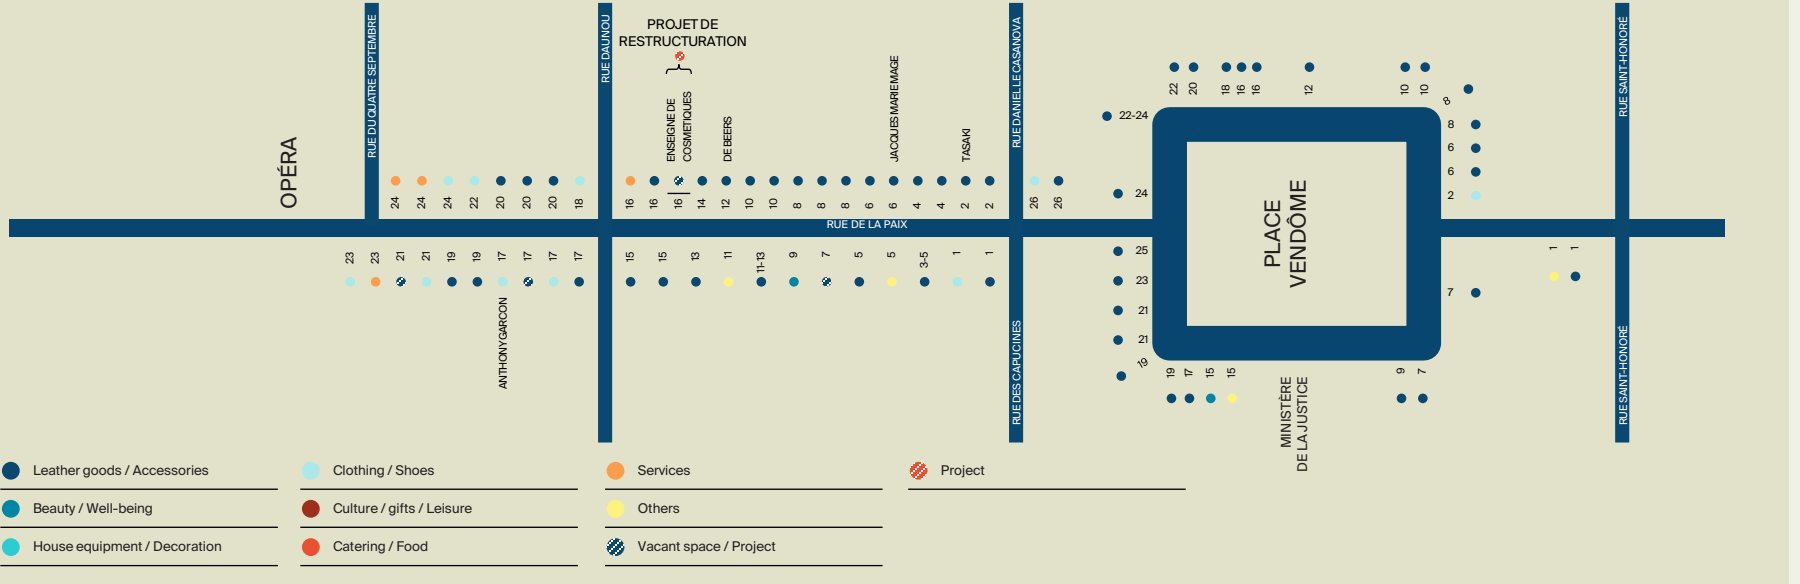 PROJET DE
RESTRUCTURATION
RUE DU QUATRE SEPTEMBRE
RUE DAUNOU
RUE DANIELLE CASANOVA
RUE SAINT-HONORÉ
OPÉRA
ENSEIGNE DE
COSMETIQUES
DE BEERS
JACQUES MARIE MAGE
TASAKI
24 24 24 22 20 20 20 18
16 16 16 14 12 10 10 8 8 8 6 6 4 4 2 2
26 26
RUE DE LA PAIX
23 23 21 21 19 19 17 17 17 17
15 15 13 11 11-13 9 7 5 5 3-5 1 1
ANTHONY GARCON
RUE DES CAPUCINES
22 20 18 16 16 12 10 10
22-24
24
25
23
21
21
19
8
8
6
6
2
7
PLACE
VENDÔME
19 17 15 15 9 7
MINISTÈRE
DE LA JUSTICE
1 1
RUE SAINT-HONORÉ
Leather goods / Accessories
Beauty / Well-being
House equipment / Decoration
Clothing / Shoes
Culture / gifts / Leisure
Catering / Food
Services
Others
Vacant space / Project
Project